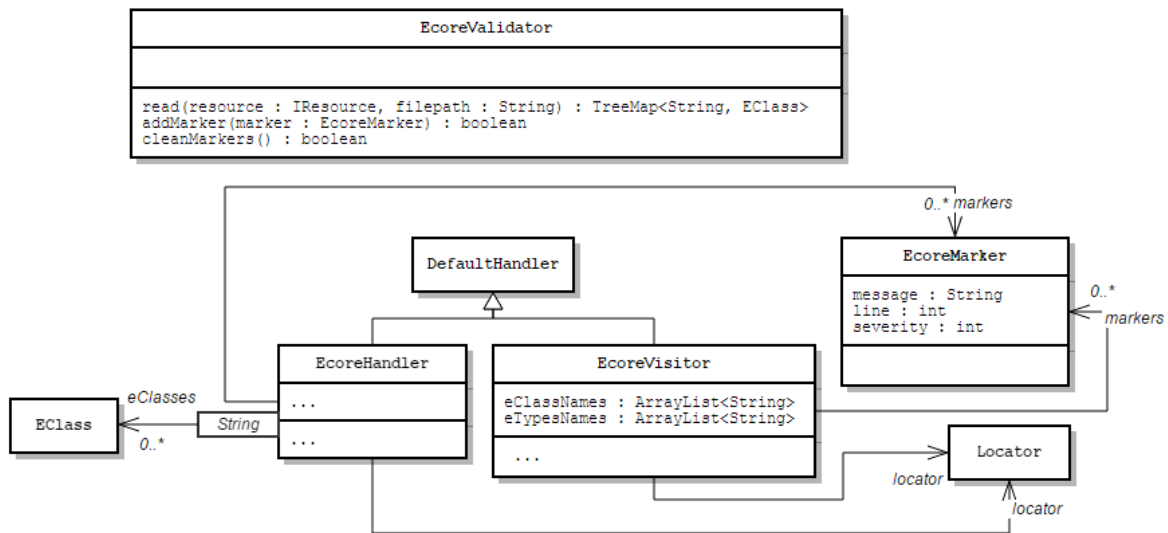 EcoreValidator
read(resource : IResource, filepath : String) : TreeMap<String, EClass>
addMarker(marker : EcoreMarker) : boolean
cleanMarkers() : boolean
0..* markers
DefaultHandler
EcoreMarker
message : String
line : int
severity : int
0..*
markers
EcoreHandler
...
...
EcoreVisitor
eClassNames : ArrayList<String>
eTypesNames : ArrayList<String>
...
eClasses
EClass
String
0..*
Locator
locator
locator